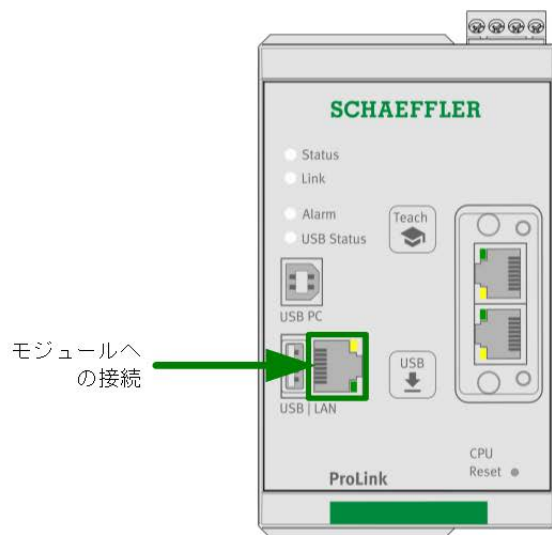 SCHAEFFLER
Status
Link
Alarm
USB Status
Teach
USB PC
モジュールへ
の接続
USB
USB | LAN
CPU
Reset
ProLink